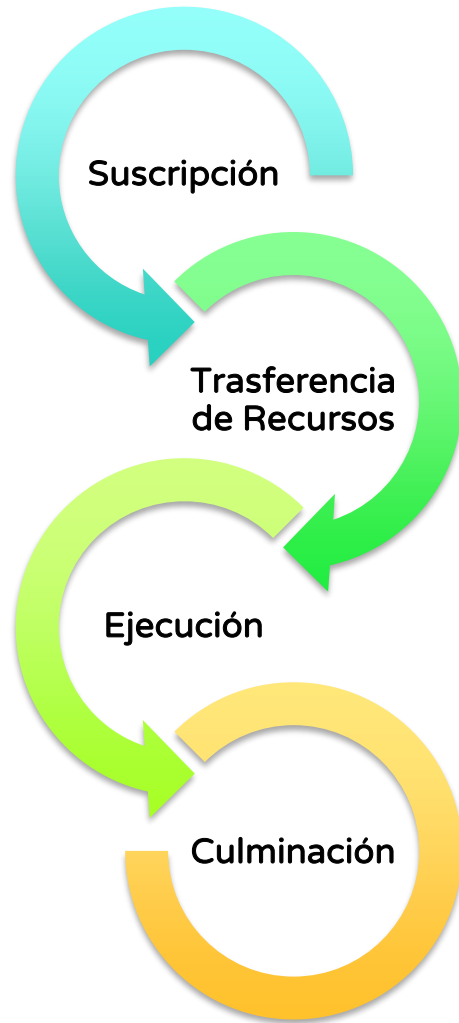 Suscripción
Trasferencia
de Recursos
Ejecución
Culminación